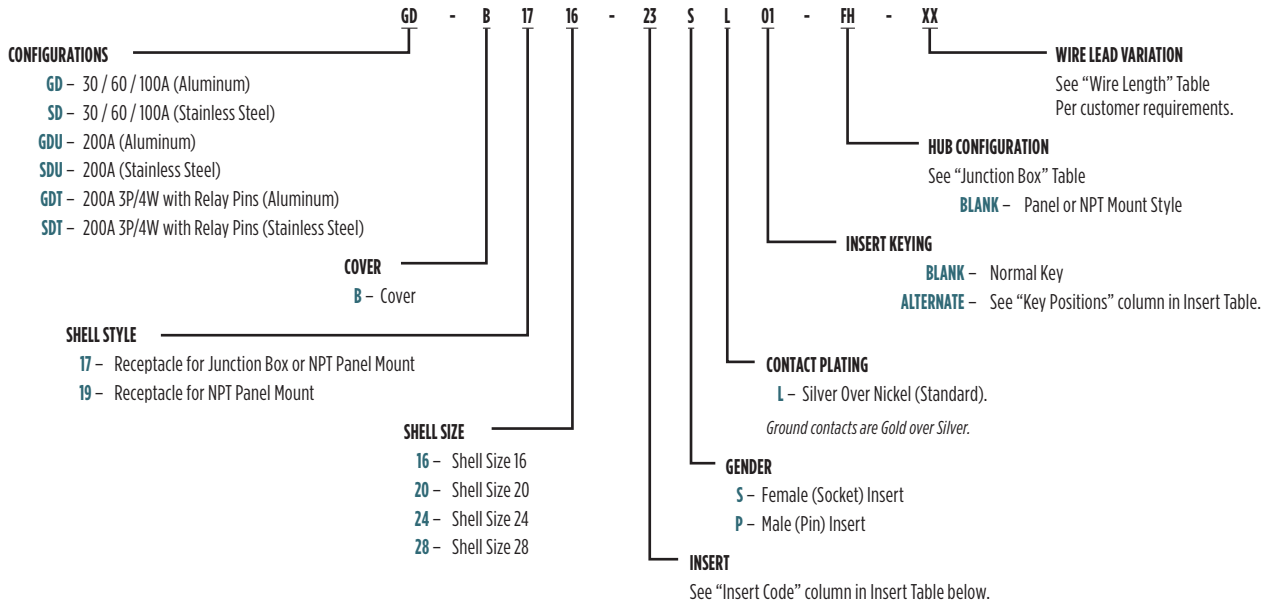 GD - B 17 16 - 23 S L 01 - FH - XX
CONFIGURATIONS
GD – 30 / 60 / 100A (Aluminum)
SD – 30 / 60 / 100A (Stainless Steel)
GDU – 200A (Aluminum)
SDU – 200A (Stainless Steel)
GDT – 200A 3P/4W with Relay Pins (Aluminum)
SDT – 200A 3P/4W with Relay Pins (Stainless Steel)
COVER
B – Cover
SHELL STYLE
17 – Receptacle for Junction Box or NPT Panel Mount
19 – Receptacle for NPT Panel Mount
SHELL SIZE
16 – Shell Size 16
20 – Shell Size 20
24 – Shell Size 24
28 – Shell Size 28
WIRE LEAD VARIATION
See “Wire Length” Table
Per customer requirements.
HUB CONFIGURATION
See “Junction Box” Table
BLANK – Panel or NPT Mount Style
INSERT KEYING
BLANK – Normal Key
ALTERNATE – See “Key Positions” column in Insert Table.
CONTACT PLATING
L – Silver Over Nickel (Standard).
Ground contacts are Gold over Silver.
GENDER
S – Female (Socket) Insert
P – Male (Pin) Insert
INSERT
See “Insert Code” column in Insert Table below.